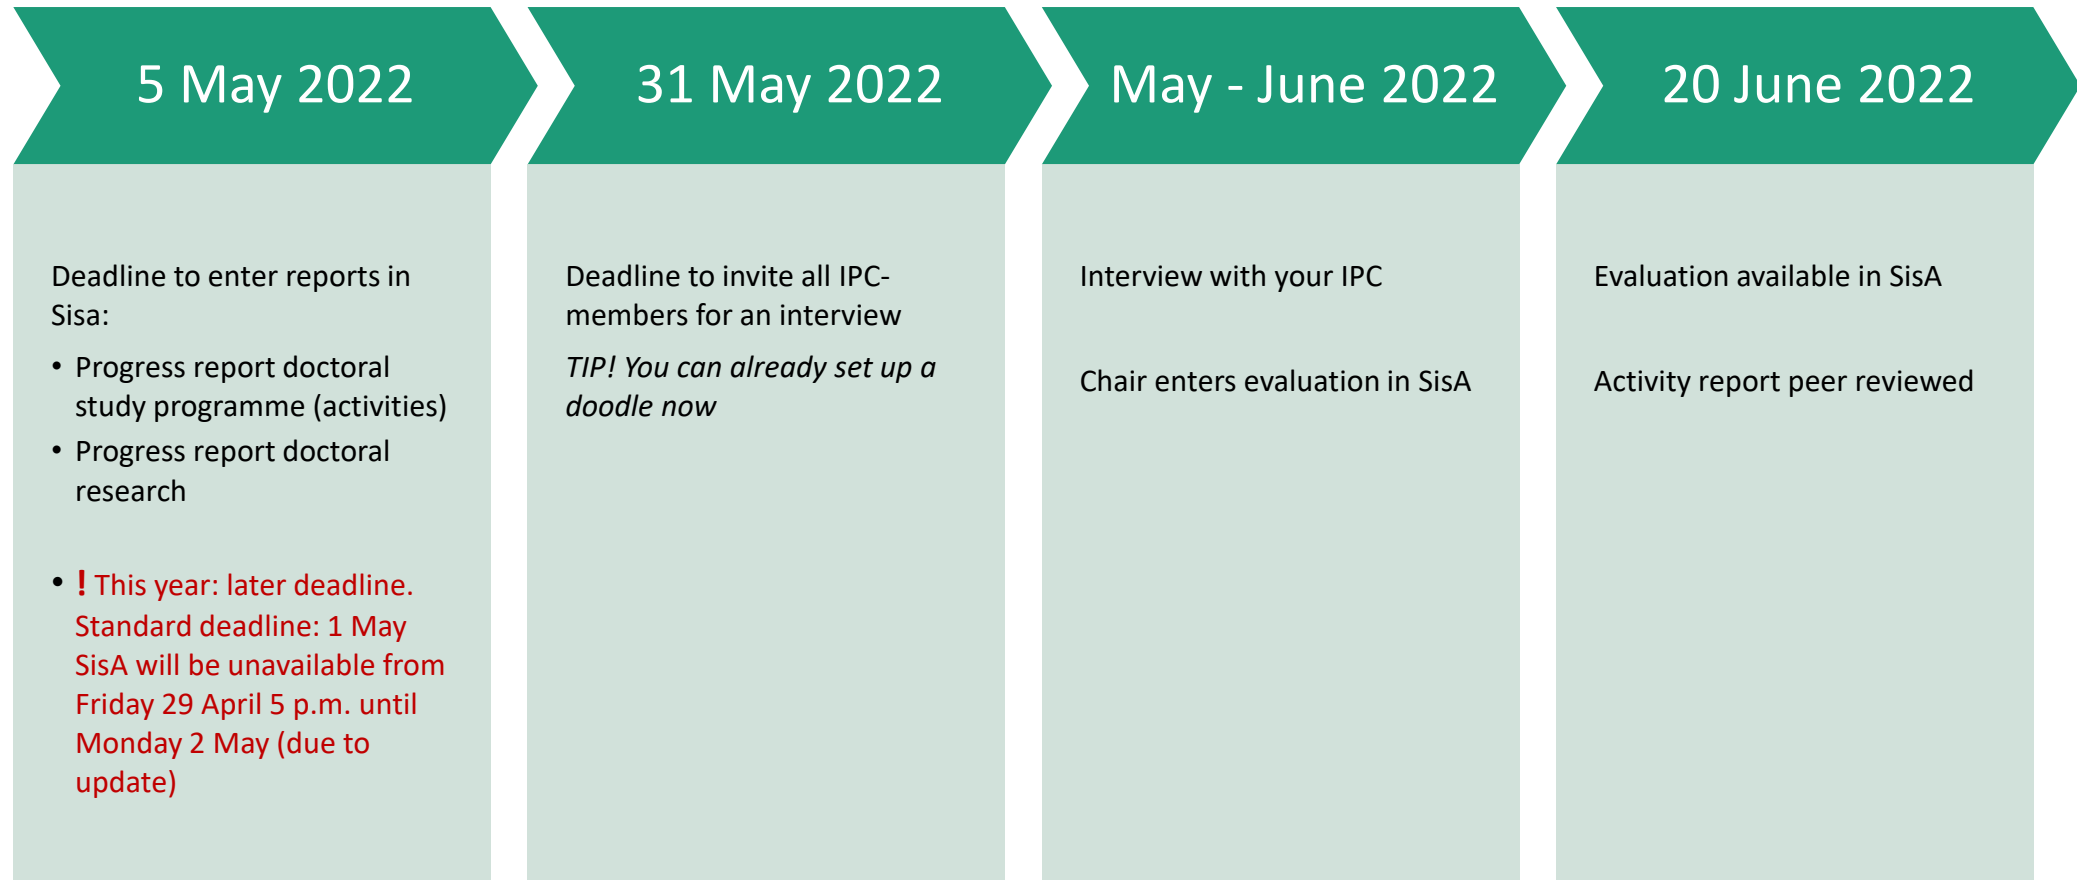 5 May 2022
Deadline to enter reports in
Sisa:
• Progress report doctoral
study programme (activities)
• Progress report doctoral
research
• ! This year: later deadline.
Standard deadline: 1 May
SisA will be unavailable from
Friday 29 April 5 p.m. until
Monday 2 May (due to
update)
31 May 2022
Deadline to invite all IPC-
members for an interview
TIP! You can already set up a
doodle now
May - June 2022
Interview with your IPC
Chair enters evaluation in SisA
20 June 2022
Evaluation available in SisA
Activity report peer reviewed